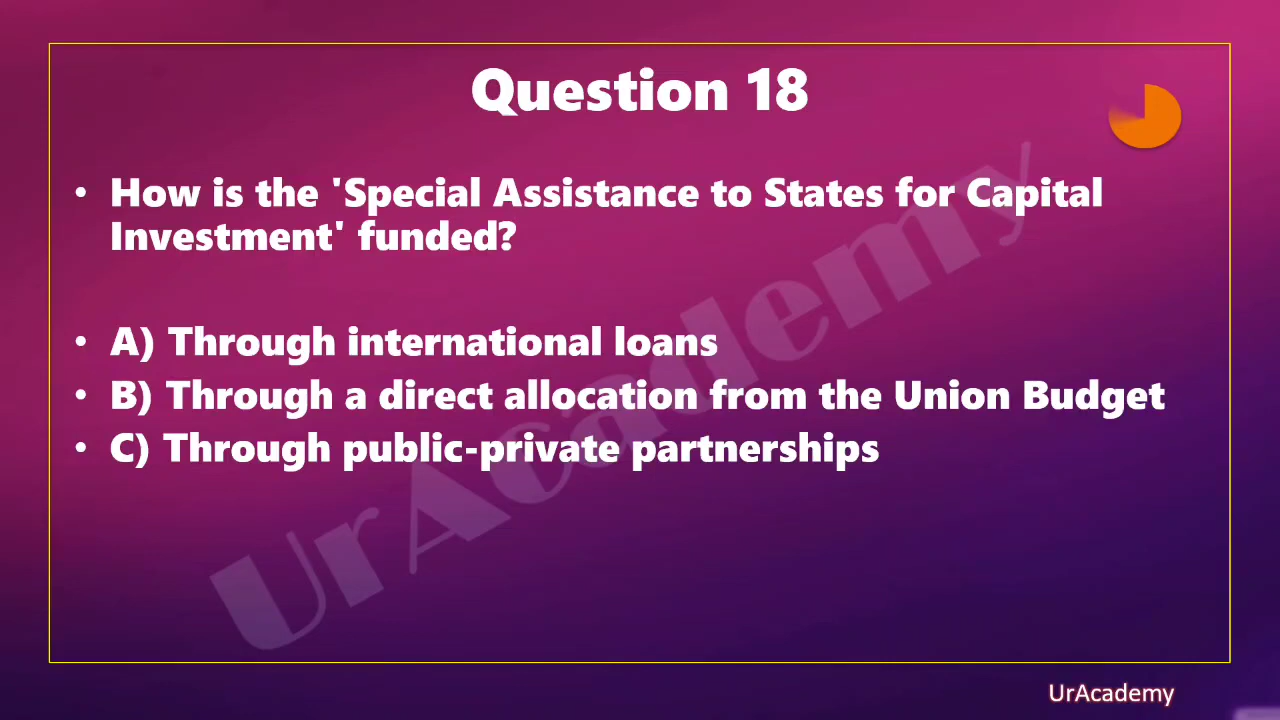 Question 18
• How is the 'Special Assistance to States for Capital
Investment' funded?
• A) Through international loans
• B) Through a direct allocation from the Union Budget
• C) Through public-private partnerships
UrAcademy
UrAcademy